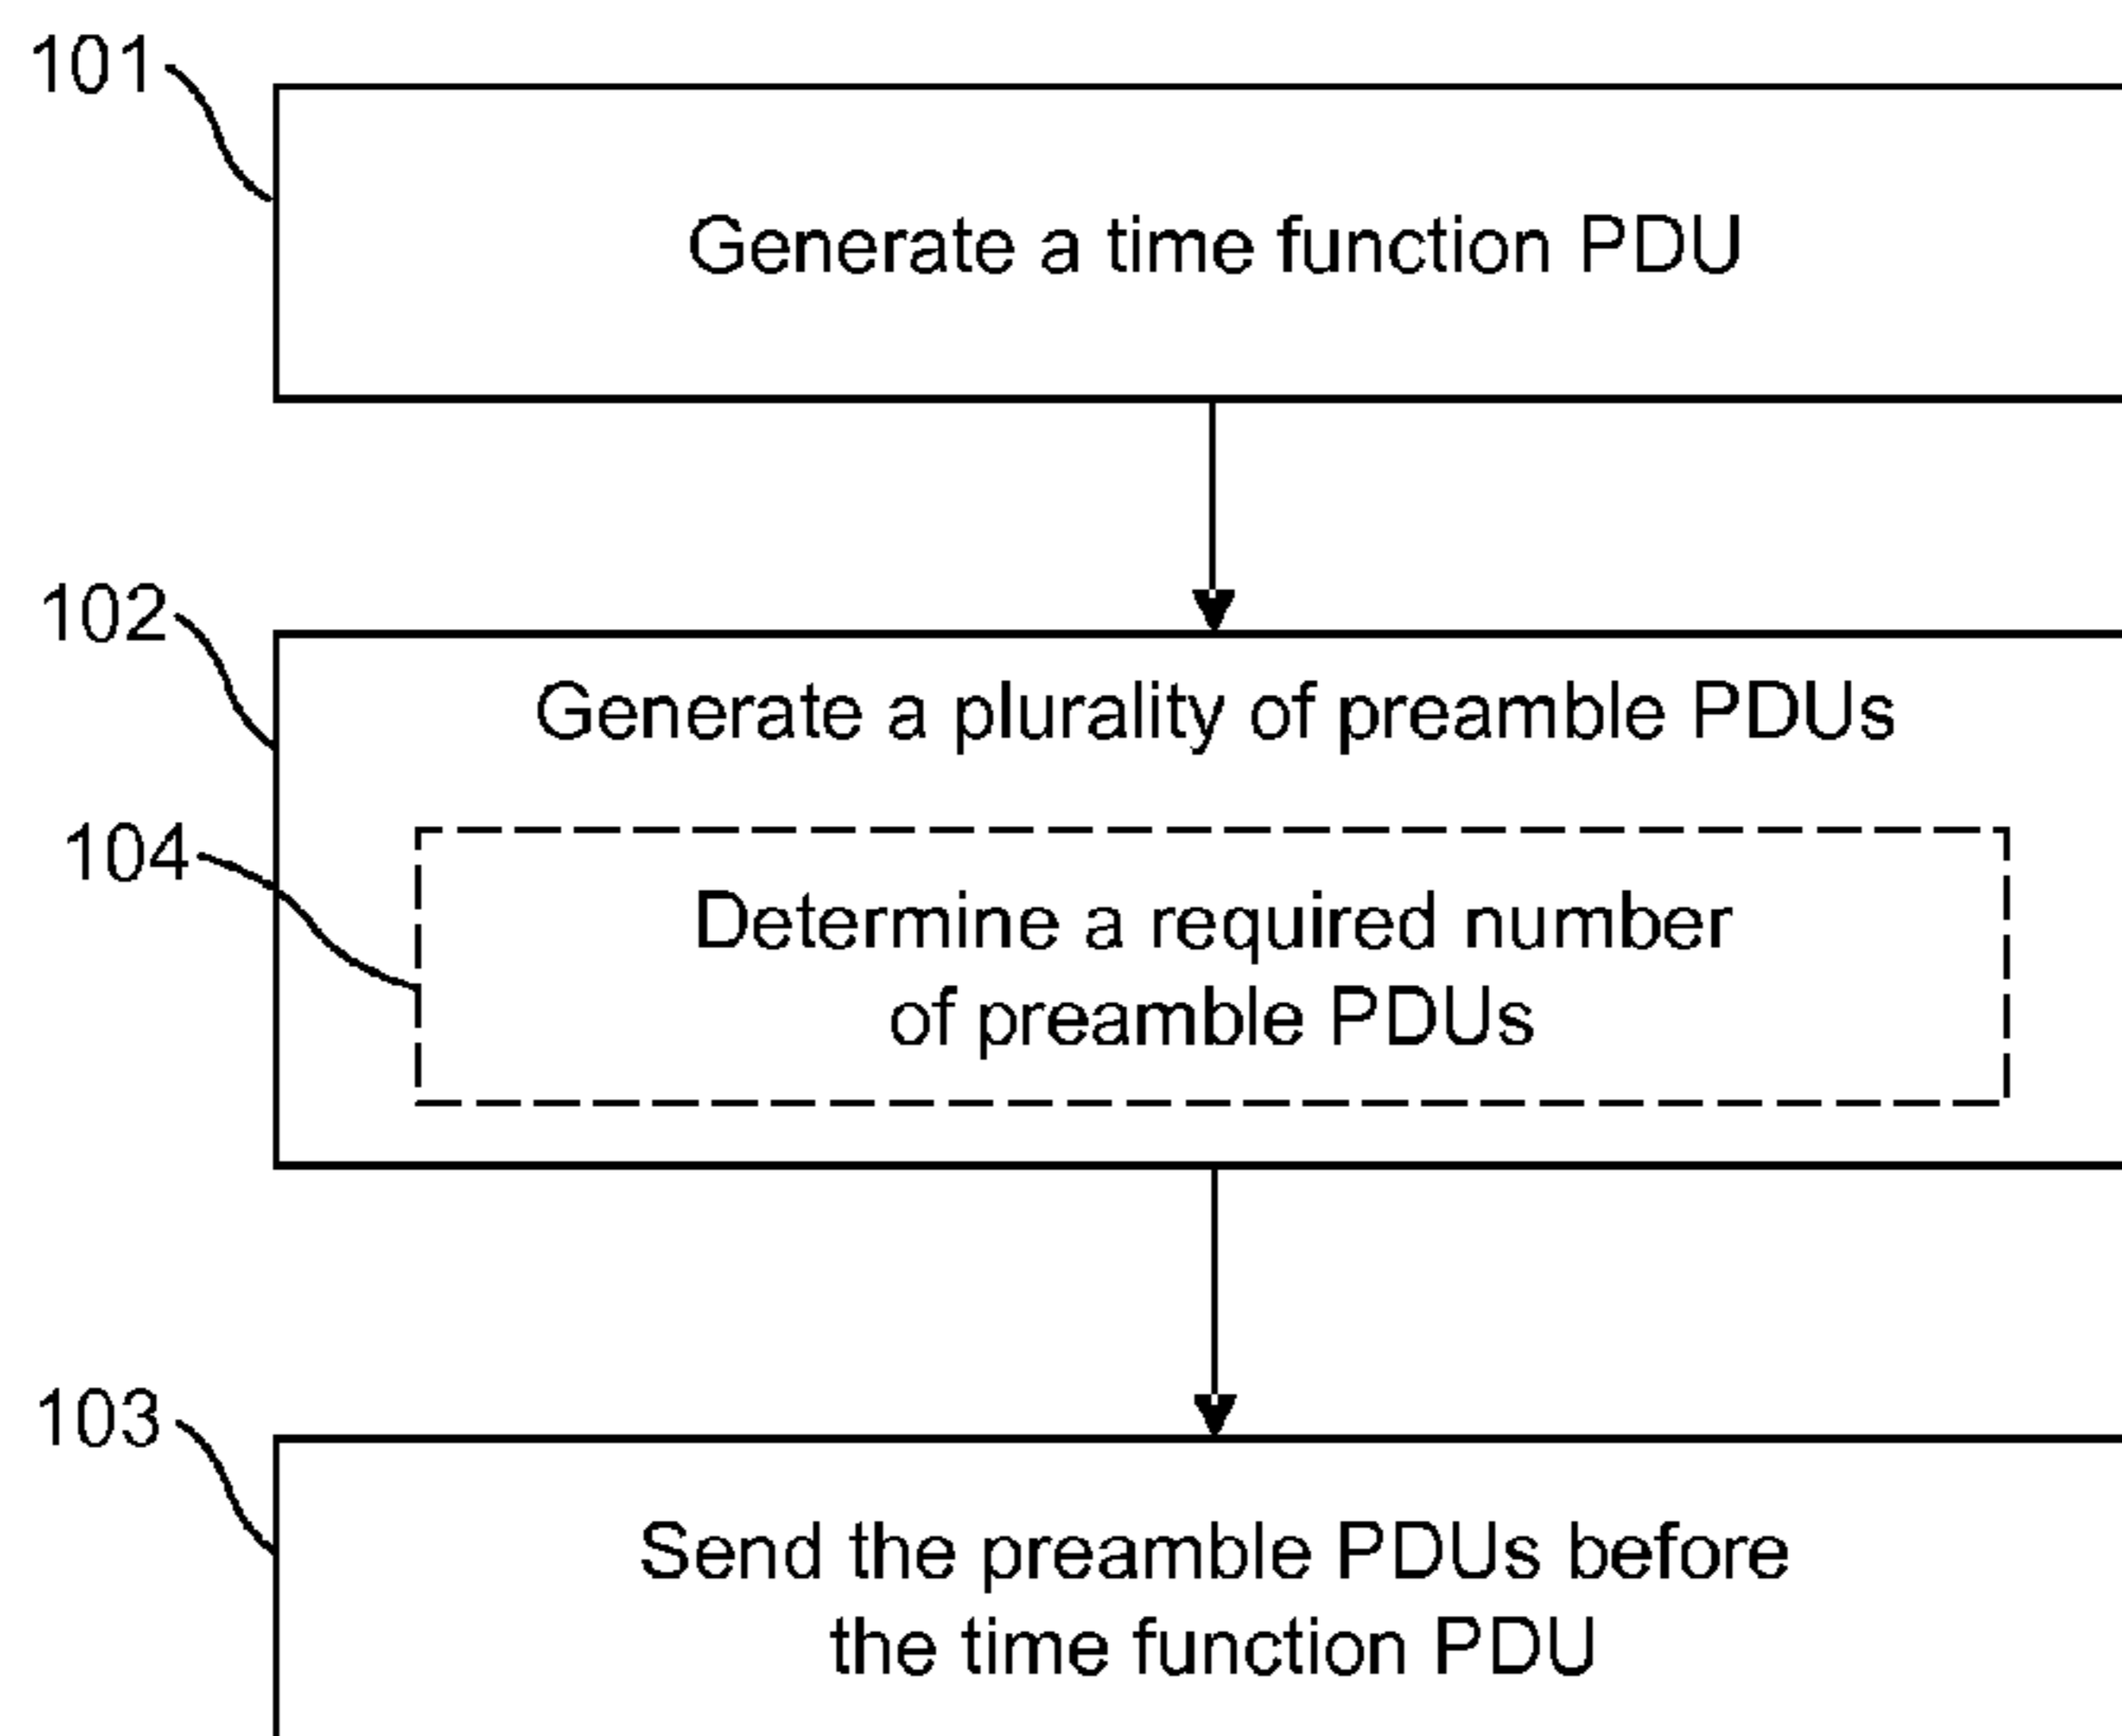 101
Generate a time function PDU
102
Generate a plurality of preamble PDUs
104
Determine a required number
of preamble PDUs
103
Send the preamble PDUs before
the time function PDU